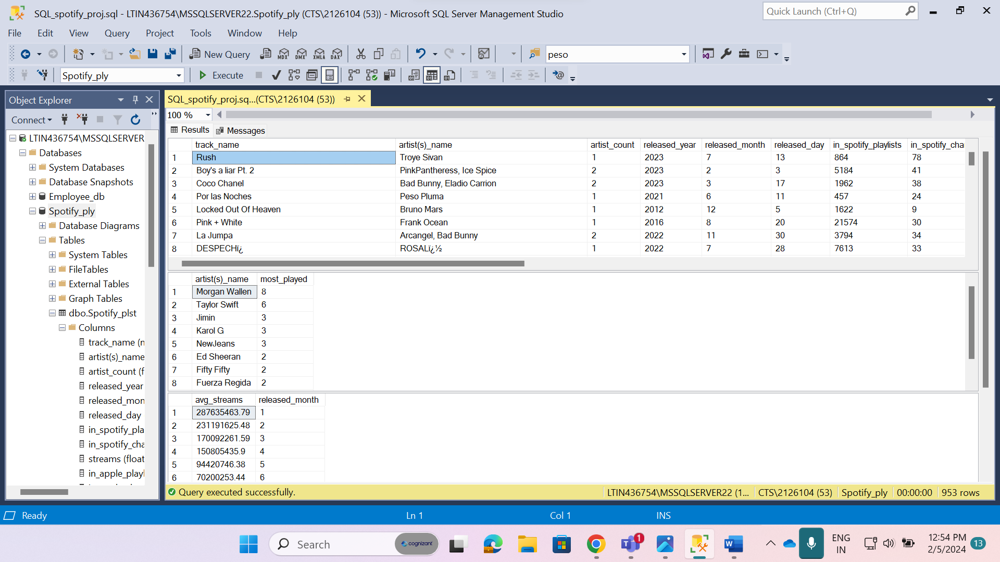 SQL_spotify_proj.sql - LTIN436754\MSSQLSERVER22.Spotify_ply (CTS\2126104 (53)) - Microsoft SQL Server Management Studio
Quick Launch (Ctrl+Q)
File Edit View Query Project Tools Window Help
New Query MDX DMX XMLA DAX peso
Spotify_ply Execute
Object Explorer
SQL_spotify_proj.sq...(CTS\2126104 (53))
Connect
100 %
Results Messages
LTIN436754\MSSQLSERVER
Databases
System Databases
Database Snapshots
Employee_db
Spotify_ply
Database Diagrams
Tables
System Tables
FileTables
External Tables
Graph Tables
dbo.Spotify_plst
Columns
track_name (n
artist(s)_name
artist_count (f
released_year
released_mon
released_day
in_spotify_pla
in_spotify_cha
streams (float
in_apple_playl
track_name artist(s)_name artist_count released_year released_month released_day in_spotify_playlists in_spotify_cha
1 Rush Troye Sivan 1 2023 7 13 864 78
2 Boy's a liar Pt. 2 PinkPantheress, Ice Spice 2 2023 2 3 5184 41
3 Coco Chanel Bad Bunny, Eladio Carrion 2 2023 3 17 1962 38
4 Por las Noches Peso Pluma 1 2021 6 11 457 24
5 Locked Out Of Heaven Bruno Mars 1 2012 12 5 1622 9
6 Pink + White Frank Ocean 1 2016 8 20 21574 30
7 La Jumpa Arcangel, Bad Bunny 2 2022 11 30 3794 34
8 DESPECHï¿ ROSALï¿½ 1 2022 7 28 7613 33
artist(s)_name most_played
1 Morgan Wallen 8
2 Taylor Swift 6
3 Jimin 3
4 Karol G 3
5 NewJeans 3
6 Ed Sheeran 2
7 Fifty Fifty 2
8 Fuerza Regida 2
avg_streams released_month
1 287635463.79 1
2 231191625.48 2
3 170092261.59 3
4 150805435.9 4
5 94420746.38 5
6 70200253.44 6
Query executed successfully. LTIN436754\MSSQLSERVER22 (1... CTS\2126104 (53) Spotify_ply 00:00:00 953 rows
Ready Ln 1 Col 1 INS
Search cognizant 1 ENG IN 12:54 PM 2/5/2024 13